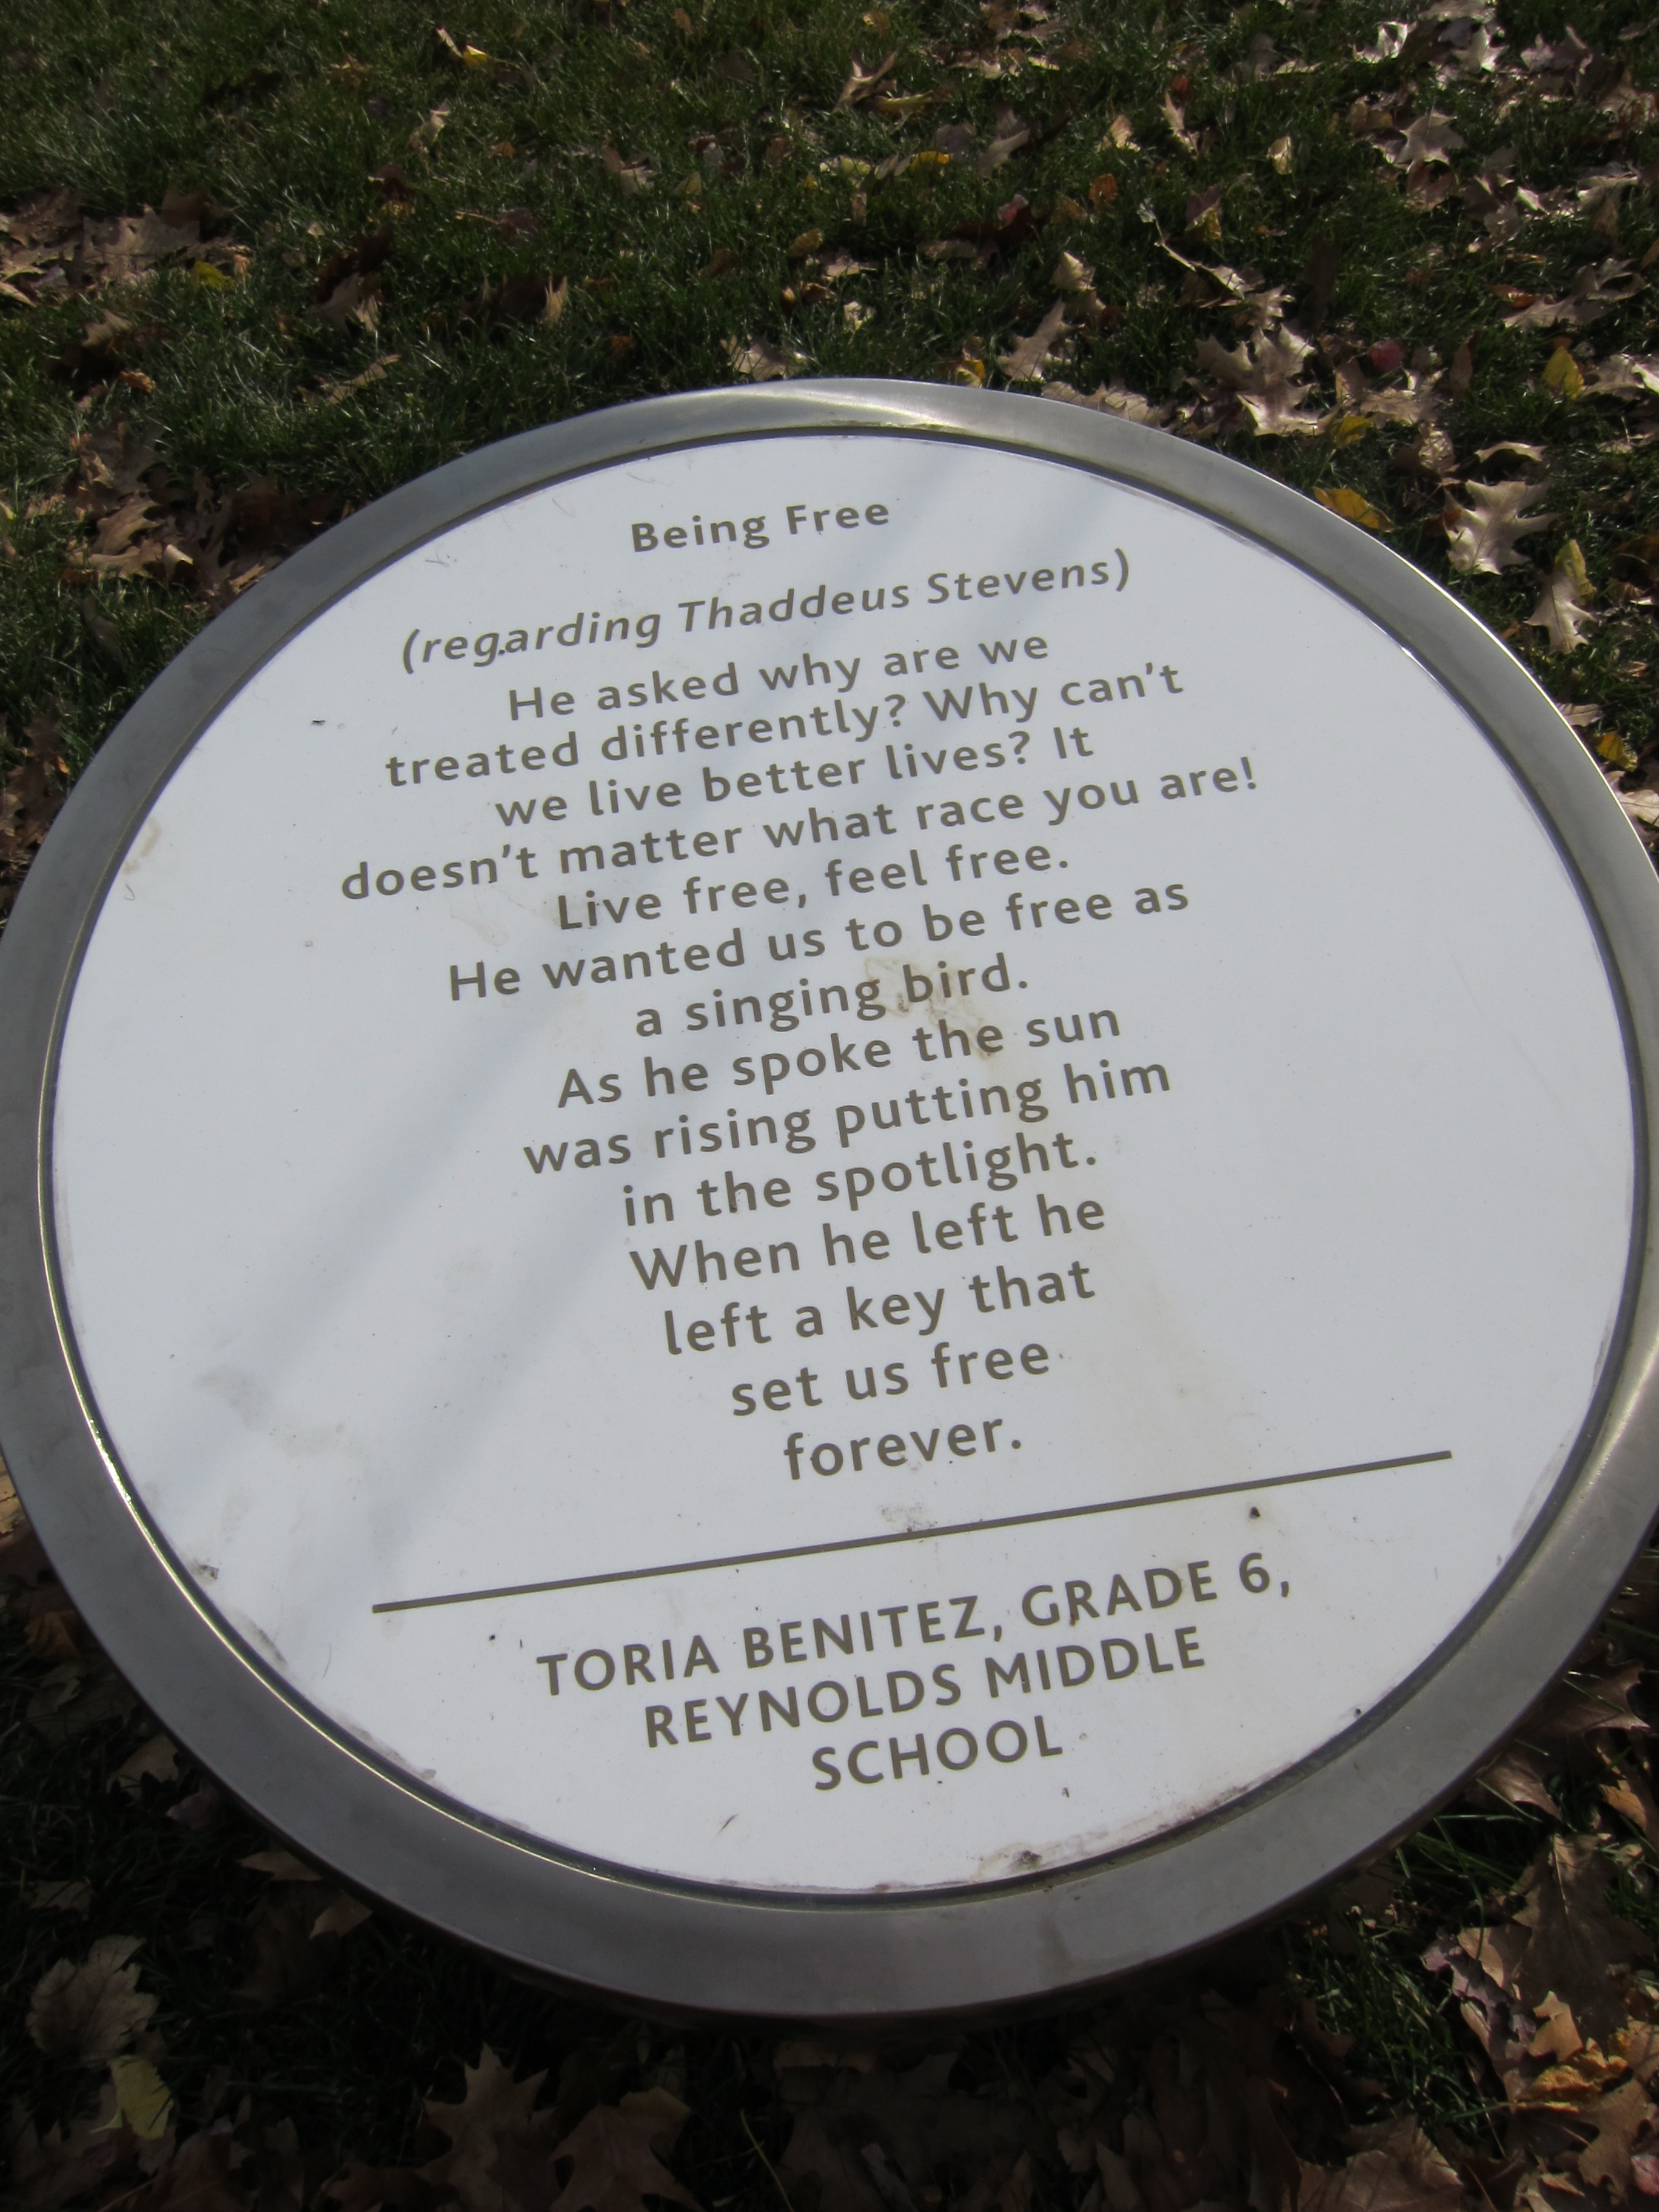 Being Free
(regarding Thaddeus Stevens)
He asked why are we
treated differently? Why can't
we live better lives? It
doesn't matter what race you are!
Live free, feel free.
He wanted us to be free as
a singing bird.
As he spoke the sun
was rising putting him
in the spotlight.
When he left he
left a key that
set us free
forever.
TORIA BENITEZ, GRADE 6,
REYNOLDS MIDDLE
SCHOOL